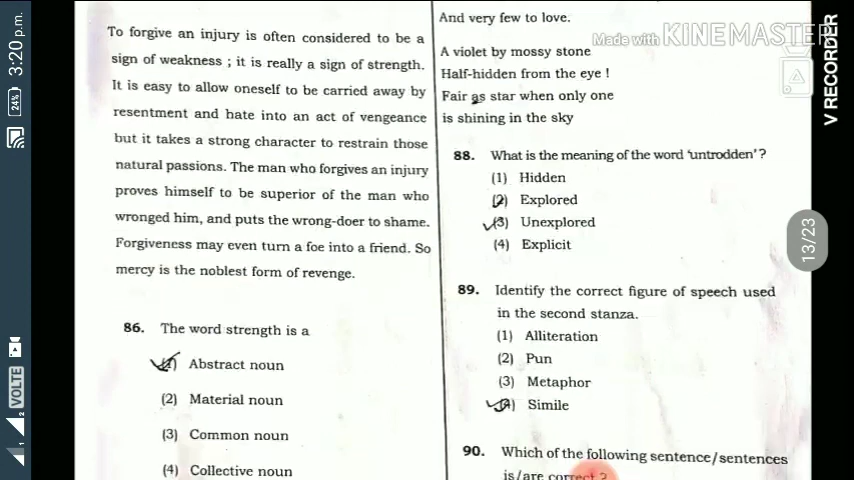 3:20 p.m.
24%
VOLTE
1
2
To forgive an injury is often considered to be a
sign of weakness ; it is really a sign of strength.
It is easy to allow oneself to be carried away by
resentment and hate into an act of vengeance
but it takes a strong character to restrain those
natural passions. The man who forgives an injury
proves himself to be superior of the man who
wronged him, and puts the wrong-doer to shame.
Forgiveness may even turn a foe into a friend. So
mercy is the noblest form of revenge.
86. The word strength is a
(1) Abstract noun
(2) Material noun
(3) Common noun
(4) Collective noun
And very few to love.
A violet by mossy stone
Half-hidden from the eye !
Fair as star when only one
is shining in the sky
88. What is the meaning of the word 'untrodden'?
(1) Hidden
(2) Explored
(3) Unexplored
(4) Explicit
89. Identify the correct figure of speech used
in the second stanza.
(1) Alliteration
(2) Pun
(3) Metaphor
(4) Simile
90. Which of the following sentence/sentences
is/are correct ?
Made with KINEMASTER
V RECORDER
13/23